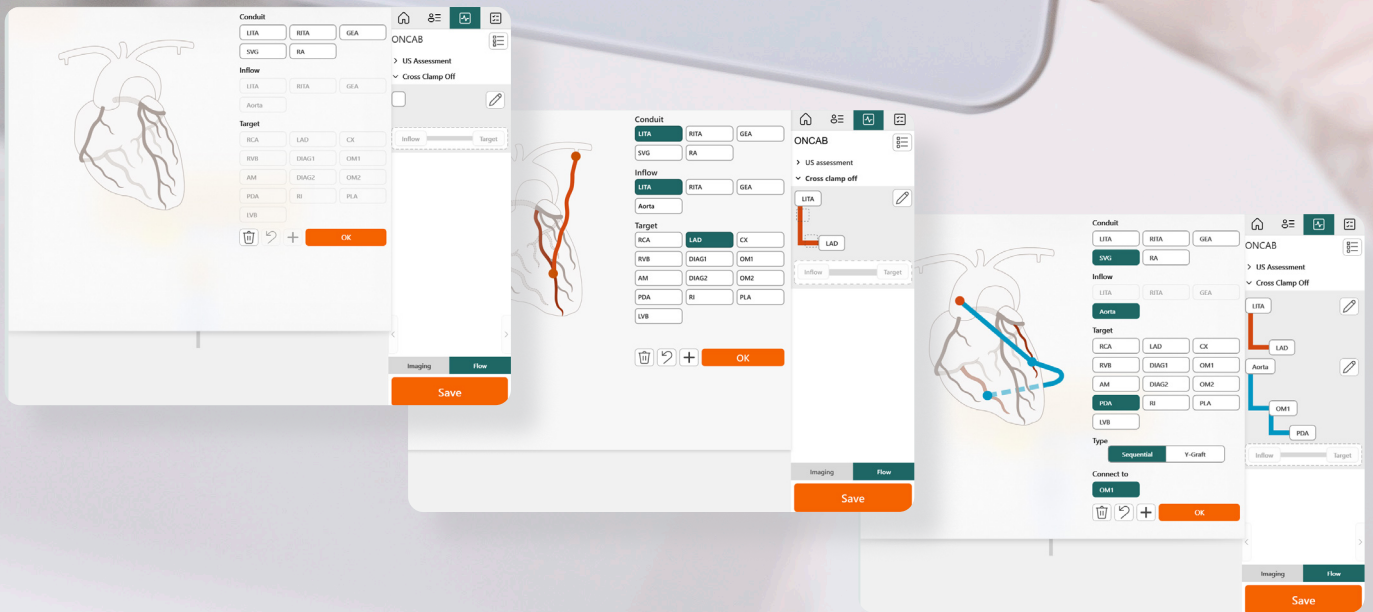 Conduit
LITA RITA GEA
SVG RA
Inflow
LITA RITA GEA
Aorta
Target
RCA LAD CX
RVB DIAG1 OM1
AM DIAG2 OM2
PDA RI PLA
LVB
OK
ONCAB
US Assessment
Cross Clamp Off
Inflow Target
Imaging Flow
Save
Conduit
LITA RITA GEA
SVG RA
Inflow
LITA RITA GEA
Aorta
Target
RCA LAD CX
RVB DIAG1 OM1
AM DIAG2 OM2
PDA RI PLA
LVB
OK
ONCAB
US assessment
Cross clamp off
LITA
LAD
Inflow Target
Imaging Flow
Save
Conduit
LITA RITA GEA
SVG RA
Inflow
LITA RITA GEA
Aorta
Target
RCA LAD CX
RVB DIAG1 OM1
AM DIAG2 OM2
PDA RI PLA
LVB
Type
Sequential Y-Graft
Connect to
OM1
OK
ONCAB
US Assessment
Cross Clamp Off
LITA
LAD
Aorta
OM1
PDA
Inflow Target
Imaging Flow
Save